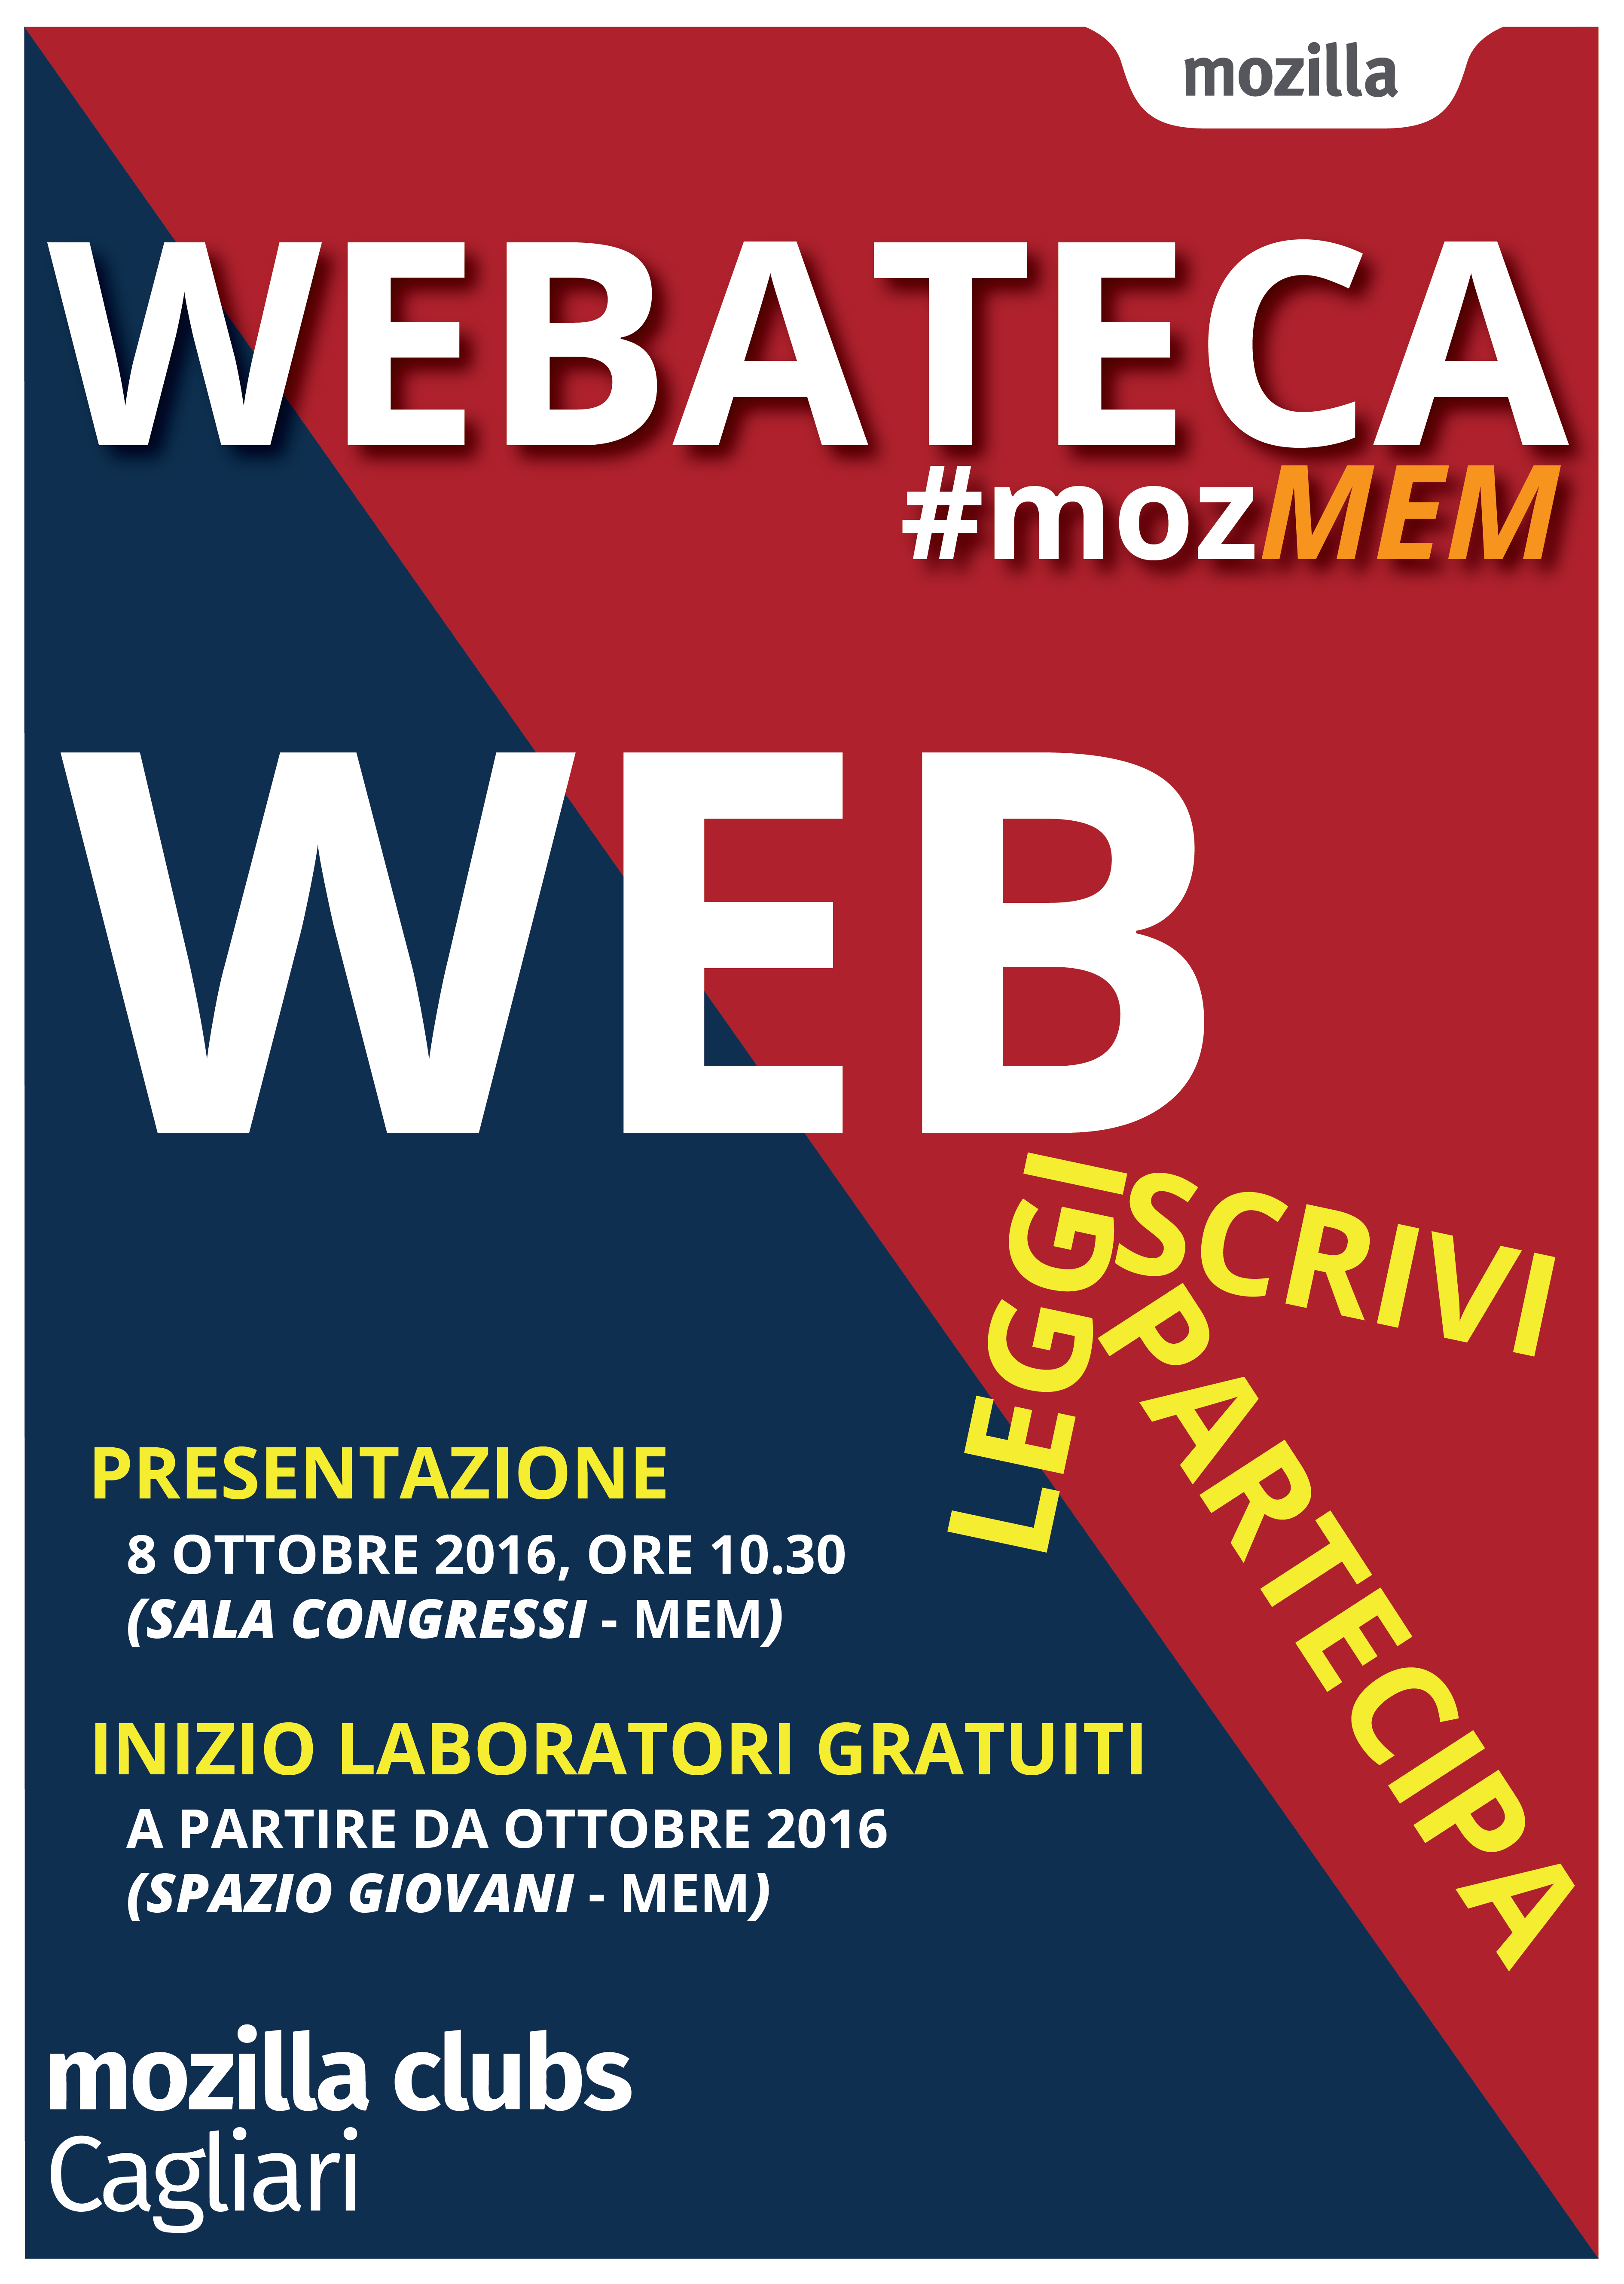 mozilla
WEBATECA
#mozMEM
WEB
LEGGI
SCRIVI
PARTECIPA
PRESENTAZIONE
8 OTTOBRE 2016, ORE 10.30
(SALA CONGRESSI - MEM)
INIZIO LABORATORI GRATUITI
A PARTIRE DA OTTOBRE 2016
(SPAZIO GIOVANI - MEM)
mozilla clubs
Cagliari